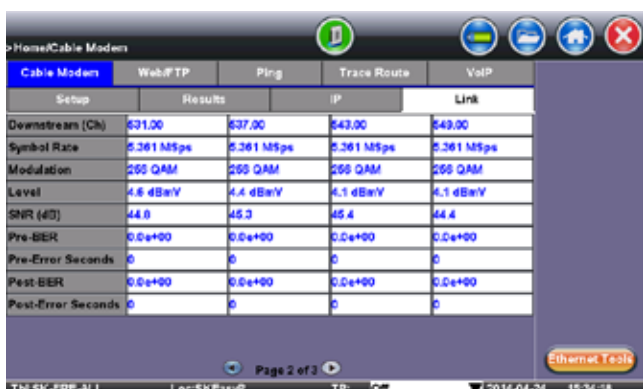 >Home/Cable Modem
Cable Modem Web/FTP Ping Trace Route VoIP
Setup Results IP Link
Downstream (Ch) 631.00 637.00 643.00 649.00
Symbol Rate 5.361 MSps 5.361 MSps 5.361 MSps 5.361 MSps
Modulation 256 QAM 256 QAM 256 QAM 256 QAM
Level 4.6 dBmV 4.4 dBmV 4.1 dBmV 4.1 dBmV
SNR (dB) 44.8 45.3 45.4 44.4
Pre-BER 0.0e+00 0.0e+00 0.0e+00 0.0e+00
Pre-Error Seconds 0 0 0 0
Post-BER 0.0e+00 0.0e+00 0.0e+00 0.0e+00
Post-Error Seconds 0 0 0 0
Page 2 of 3
Ethernet Tools